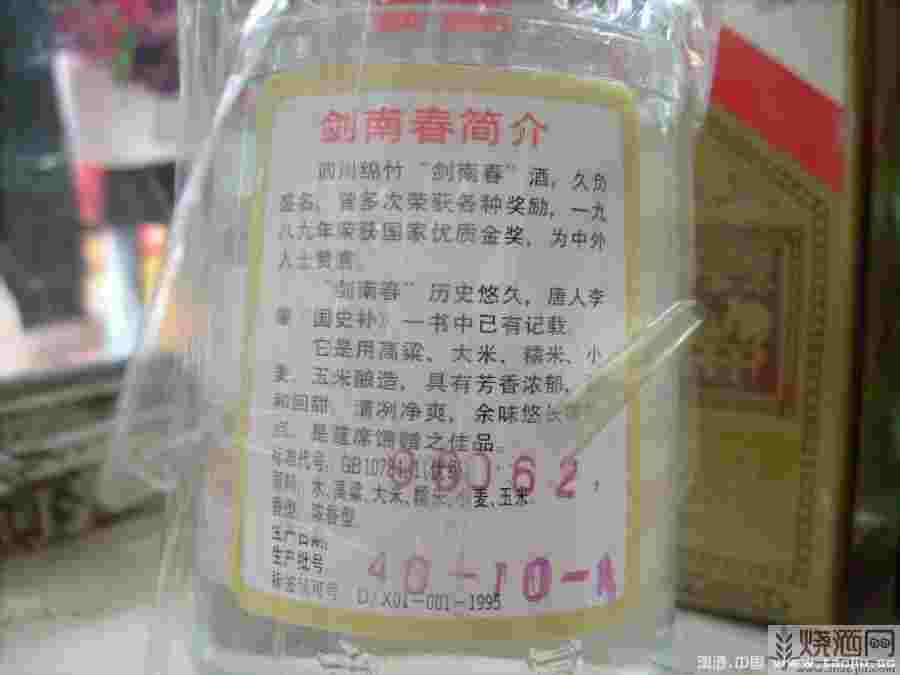 剑南春简介
四川绵竹“剑南春”酒，久负
盛名，曾多次荣获各种奖励，一九
八九年荣获国家优质金奖，为中外
人士赞言。
“剑南春”历史悠久，唐人李
肇《国史补》一书中已有记载.
它是用高粱、大米、糯米、小
麦、玉米酿造，具有芳香浓郁，
和回甜，清冽净爽，余味悠长
点，是筵席馈赠之佳品。
标准代号：GB10781.1(优级)
原料：水、高粱、大米、糯米、小麦、玉米
香型：浓香型
生产日期：
生产批号
标签认可号 D/X01-001-1995
62
40-10-
烧酒网